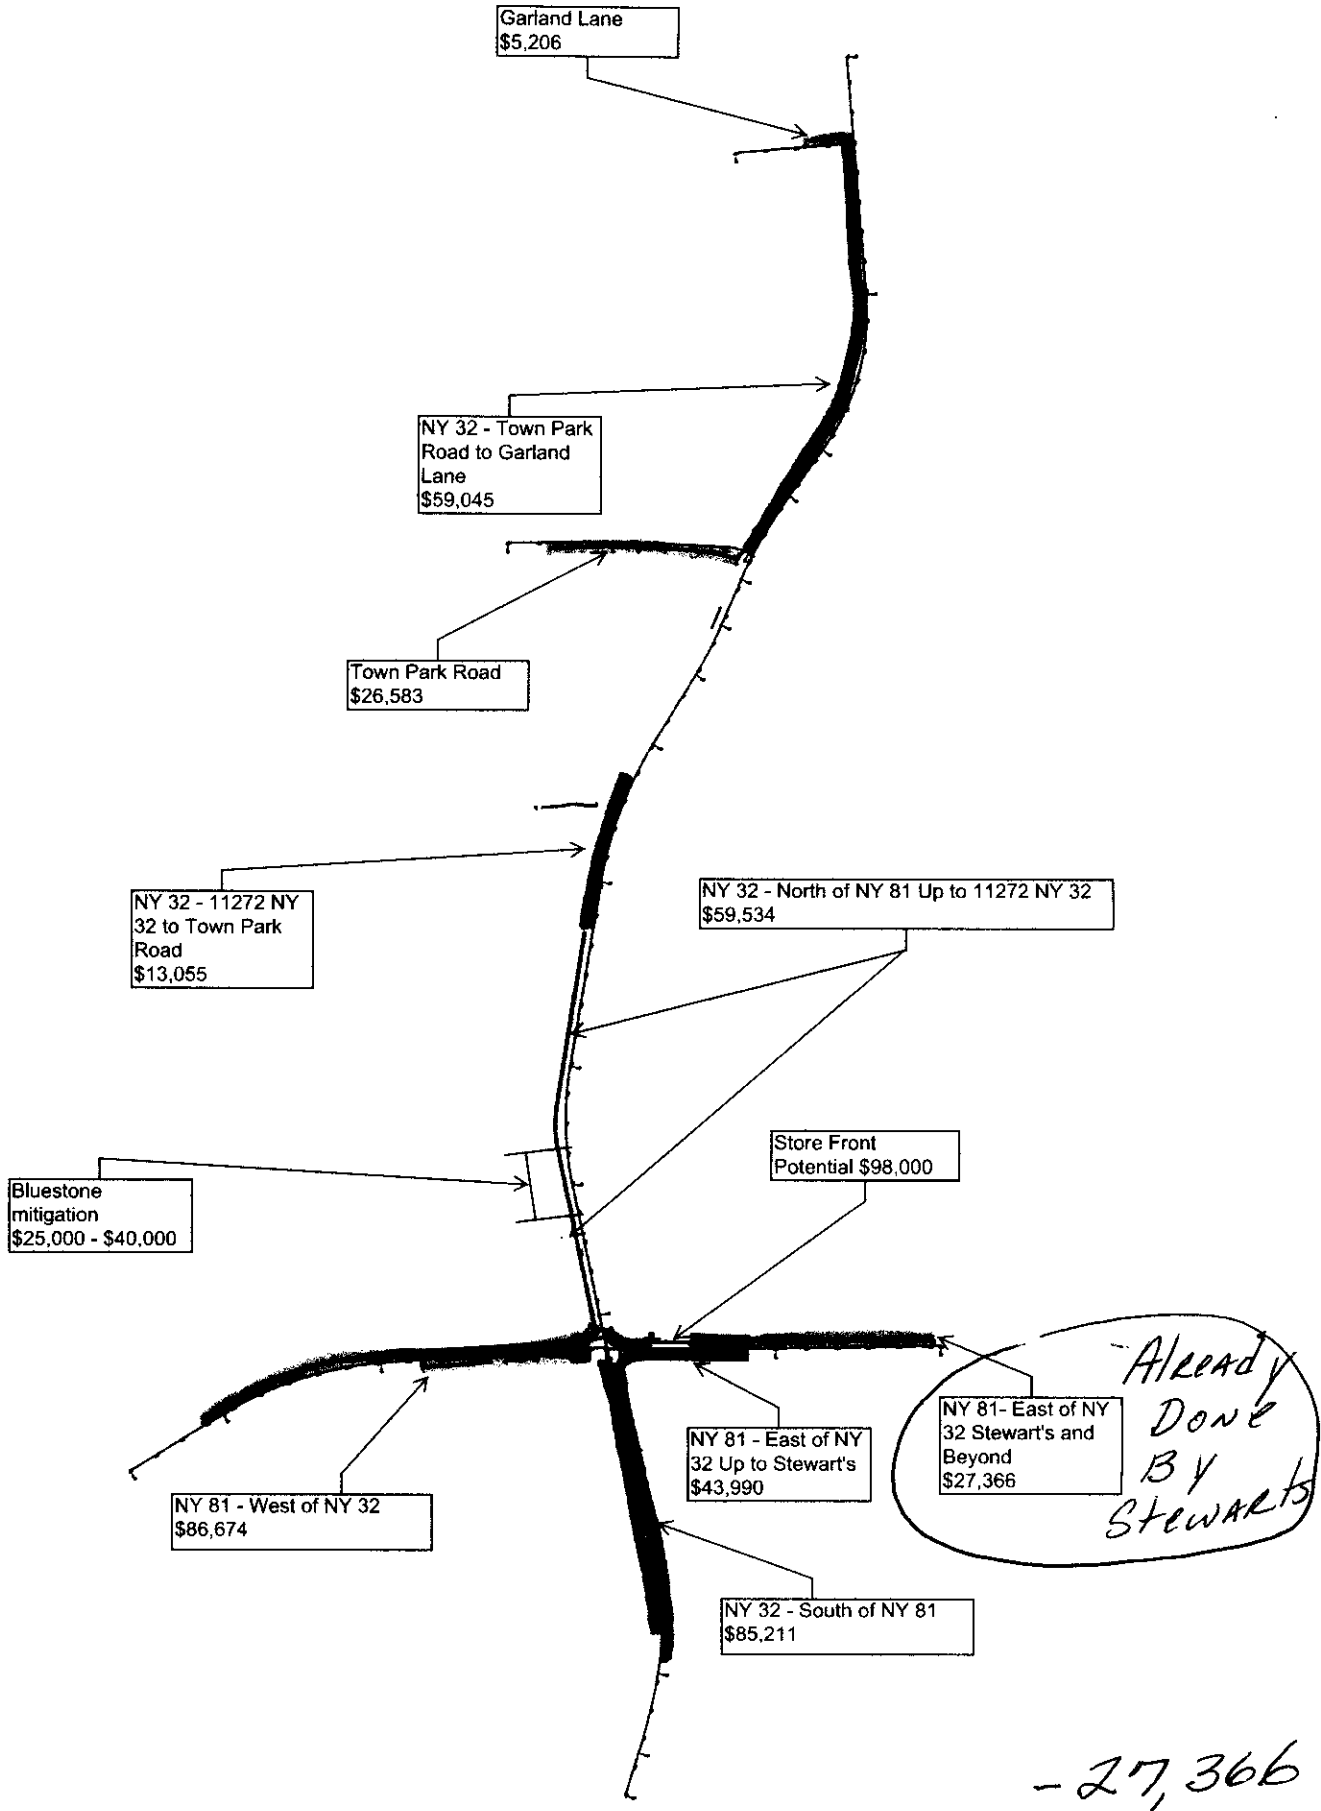 Garland Lane
$5,206
NY 32 - Town Park
Road to Garland
Lane
$59,045
Town Park Road
$26,583
NY 32 - 11272 NY
32 to Town Park
Road
$13,055
NY 32 - North of NY 81 Up to 11272 NY 32
$59,534
Store Front
Potential $98,000
Bluestone
mitigation
$25,000 - $40,000
Already
Done
By
Stewarts
NY 81- East of NY
32 Stewart's and
Beyond
$27,366
NY 81 - East of NY
32 Up to Stewart's
$43,990
NY 81 - West of NY 32
$86,674
NY 32 - South of NY 81
$85,211
-27,366